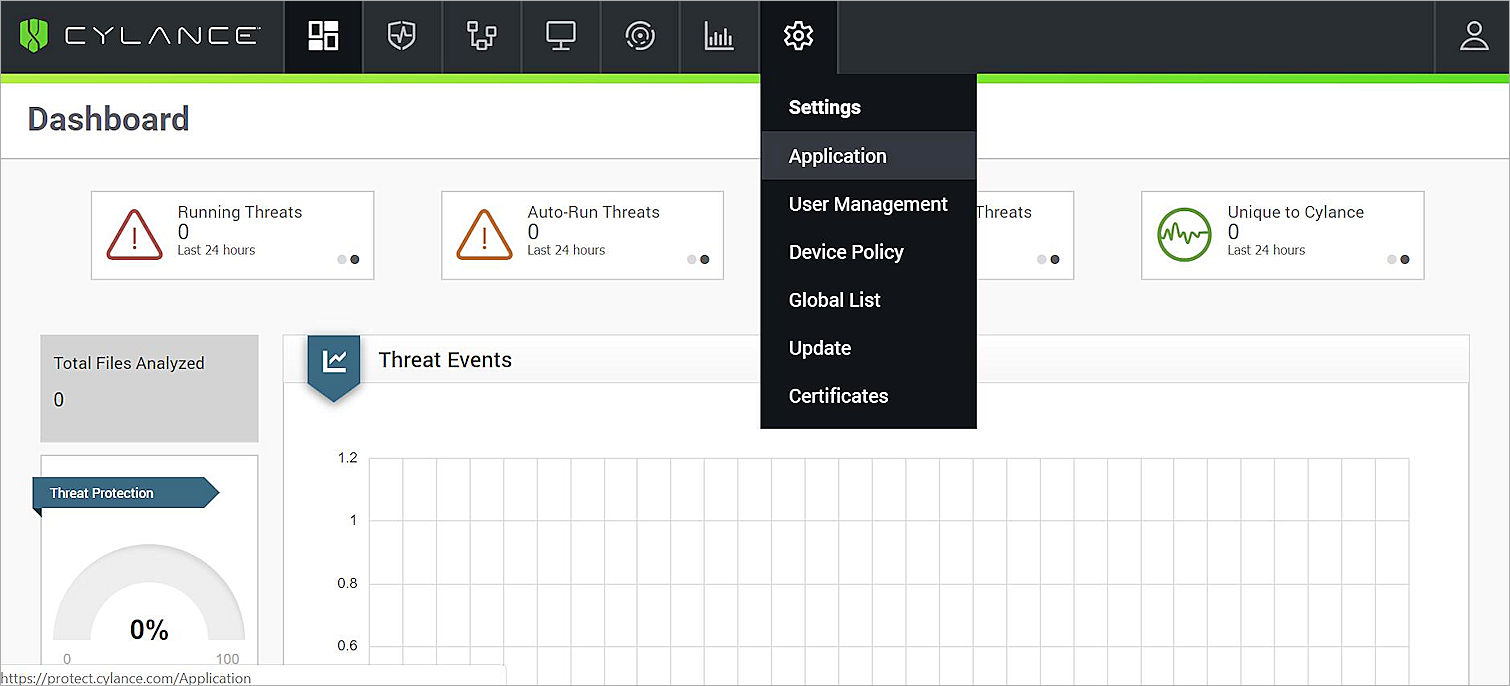 CYLANCE
Dashboard
Settings
Application
User Management
Device Policy
Global List
Update
Certificates
Running Threats
0
Last 24 hours
Auto-Run Threats
0
Last 24 hours
Threats
Unique to Cylance
0
Last 24 hours
Total Files Analyzed
0
Threat Protection
0%
0 100
Threat Events
1.2
1
0.8
0.6
https://protect.cylance.com/Application